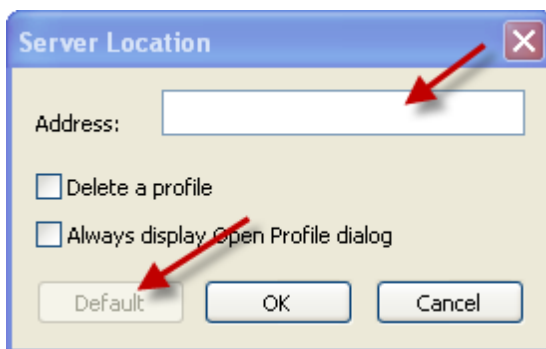 Server Location
Address:
Delete a profile
Always display Open Profile dialog
Default OK Cancel